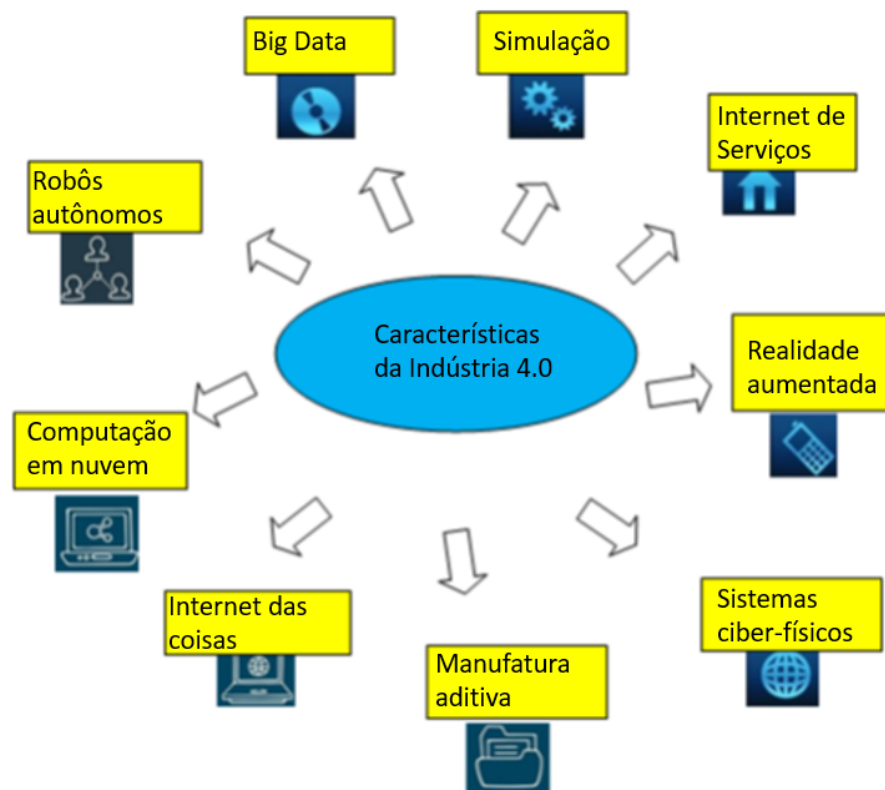 Big Data
Simulação
Internet de
Serviços
Robôs
autônomos
Características
da Indústria 4.0
Realidade
aumentada
Computação
em nuvem
Internet das
coisas
Sistemas
ciber-físicos
Manufatura
aditiva